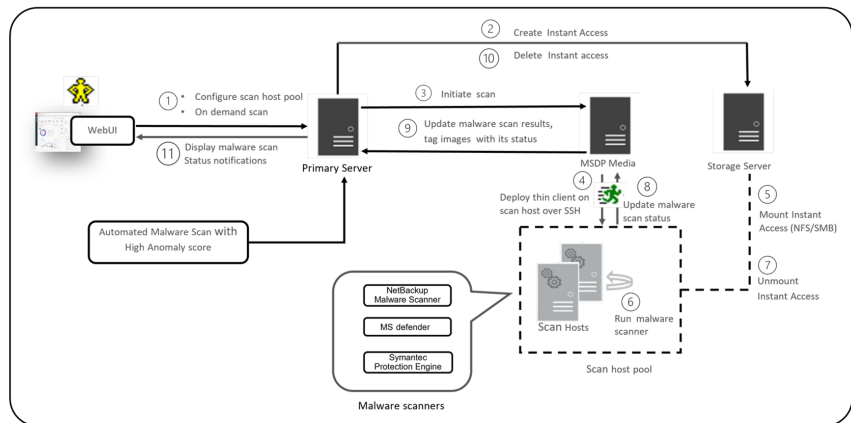 2
Create Instant Access
10
Delete Instant access
1
• Configure scan host pool
• On demand scan
3
Initiate scan
WebUI
9
Update malware scan results,
tag images with its status
11
Display malware scan
Status notifications
Primary Server
MSDP Media
Storage Server
4
Deploy thin client on
scan host over SSH
8
Update malware
scan status
5
Mount Instant
Access (NFS/SMB)
Automated Malware Scan with
High Anomaly score
7
Unmount
Instant Access
NetBackup
Malware Scanner
MS defender
Symantec
Protection Engine
6
Run malware
scanner
Scan Hosts
Scan host pool
Malware scanners